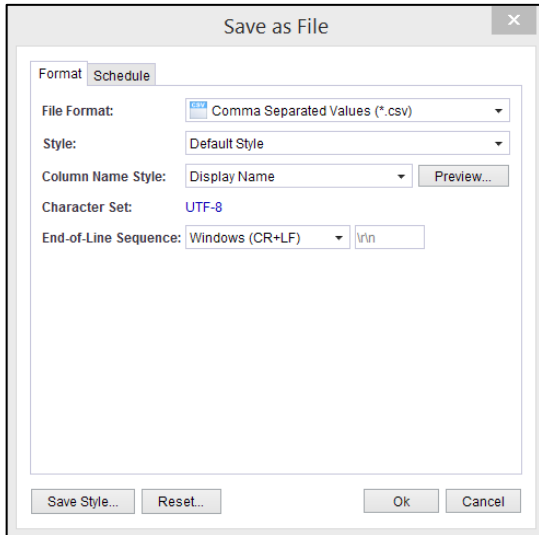 Save as File
Format Schedule
File Format: CSV Comma Separated Values (*.csv)
Style: Default Style
Column Name Style: Display Name Preview...
Character Set: UTF-8
End-of-Line Sequence: Windows (CR+LF) \r\n
Save Style... Reset... Ok Cancel